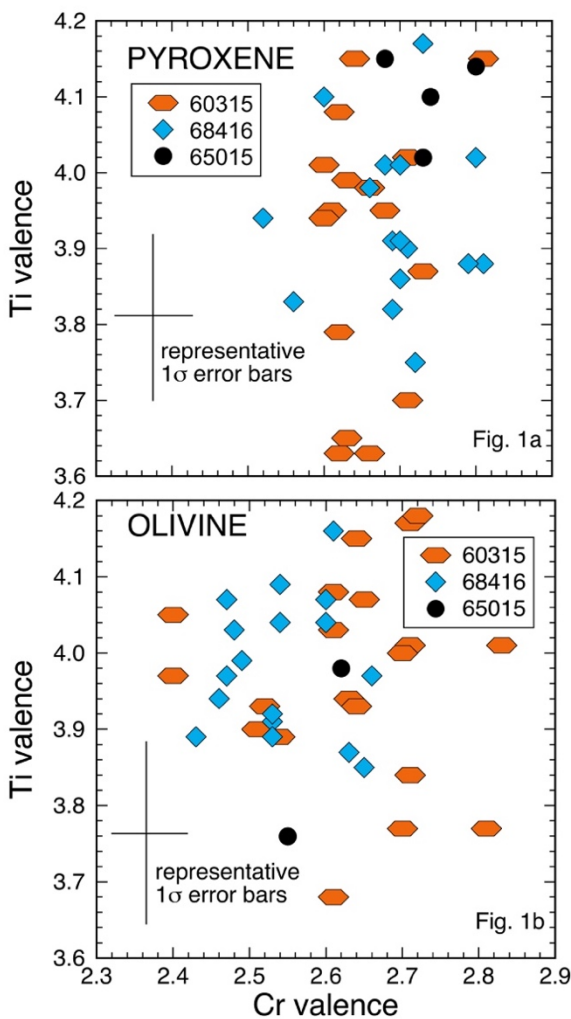 4.2
PYROXENE
60315
68416
65015
4.1
4.0
3.9
3.8
3.7
3.6
Ti valence
representative
1σ error bars
Fig. 1a
4.2
OLIVINE
60315
68416
65015
4.1
4.0
3.9
3.8
3.7
3.6
Ti valence
representative
1σ error bars
Fig. 1b
2.3 2.4 2.5 2.6 2.7 2.8 2.9
Cr valence